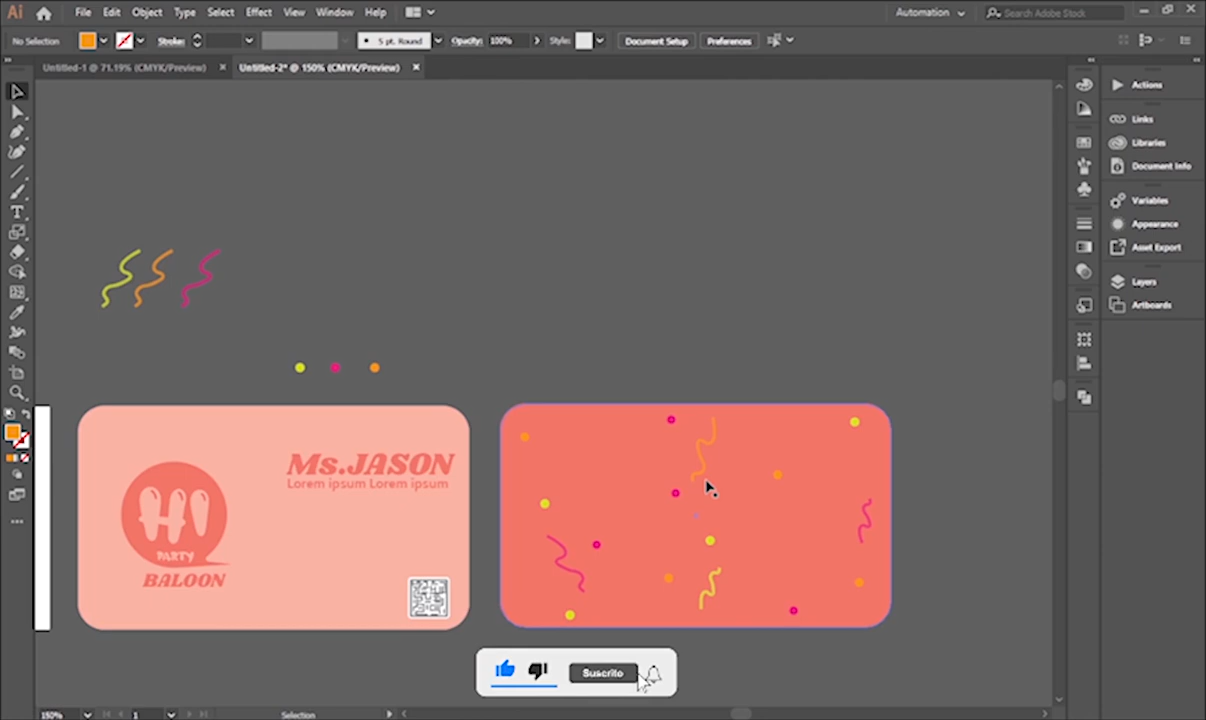 Ai File Edit Object Type Select Effect View Window Help Automation Search Adobe Stock
No Selection Stroke: 5 pt. Round Opacity: 100% Style: Document Setup Preferences
Untitled-1 @ 71.19% (CMYK/Preview) × Untitled-2* @ 150% (CMYK/Preview) ×
Actions
Links
Libraries
Document Info
Variables
Appearance
Asset Export
Layers
Artboards
Ms.JASON
Lorem ipsum Lorem ipsum
HI
PARTY
BALOON
Suscrito
150% 1 Selection